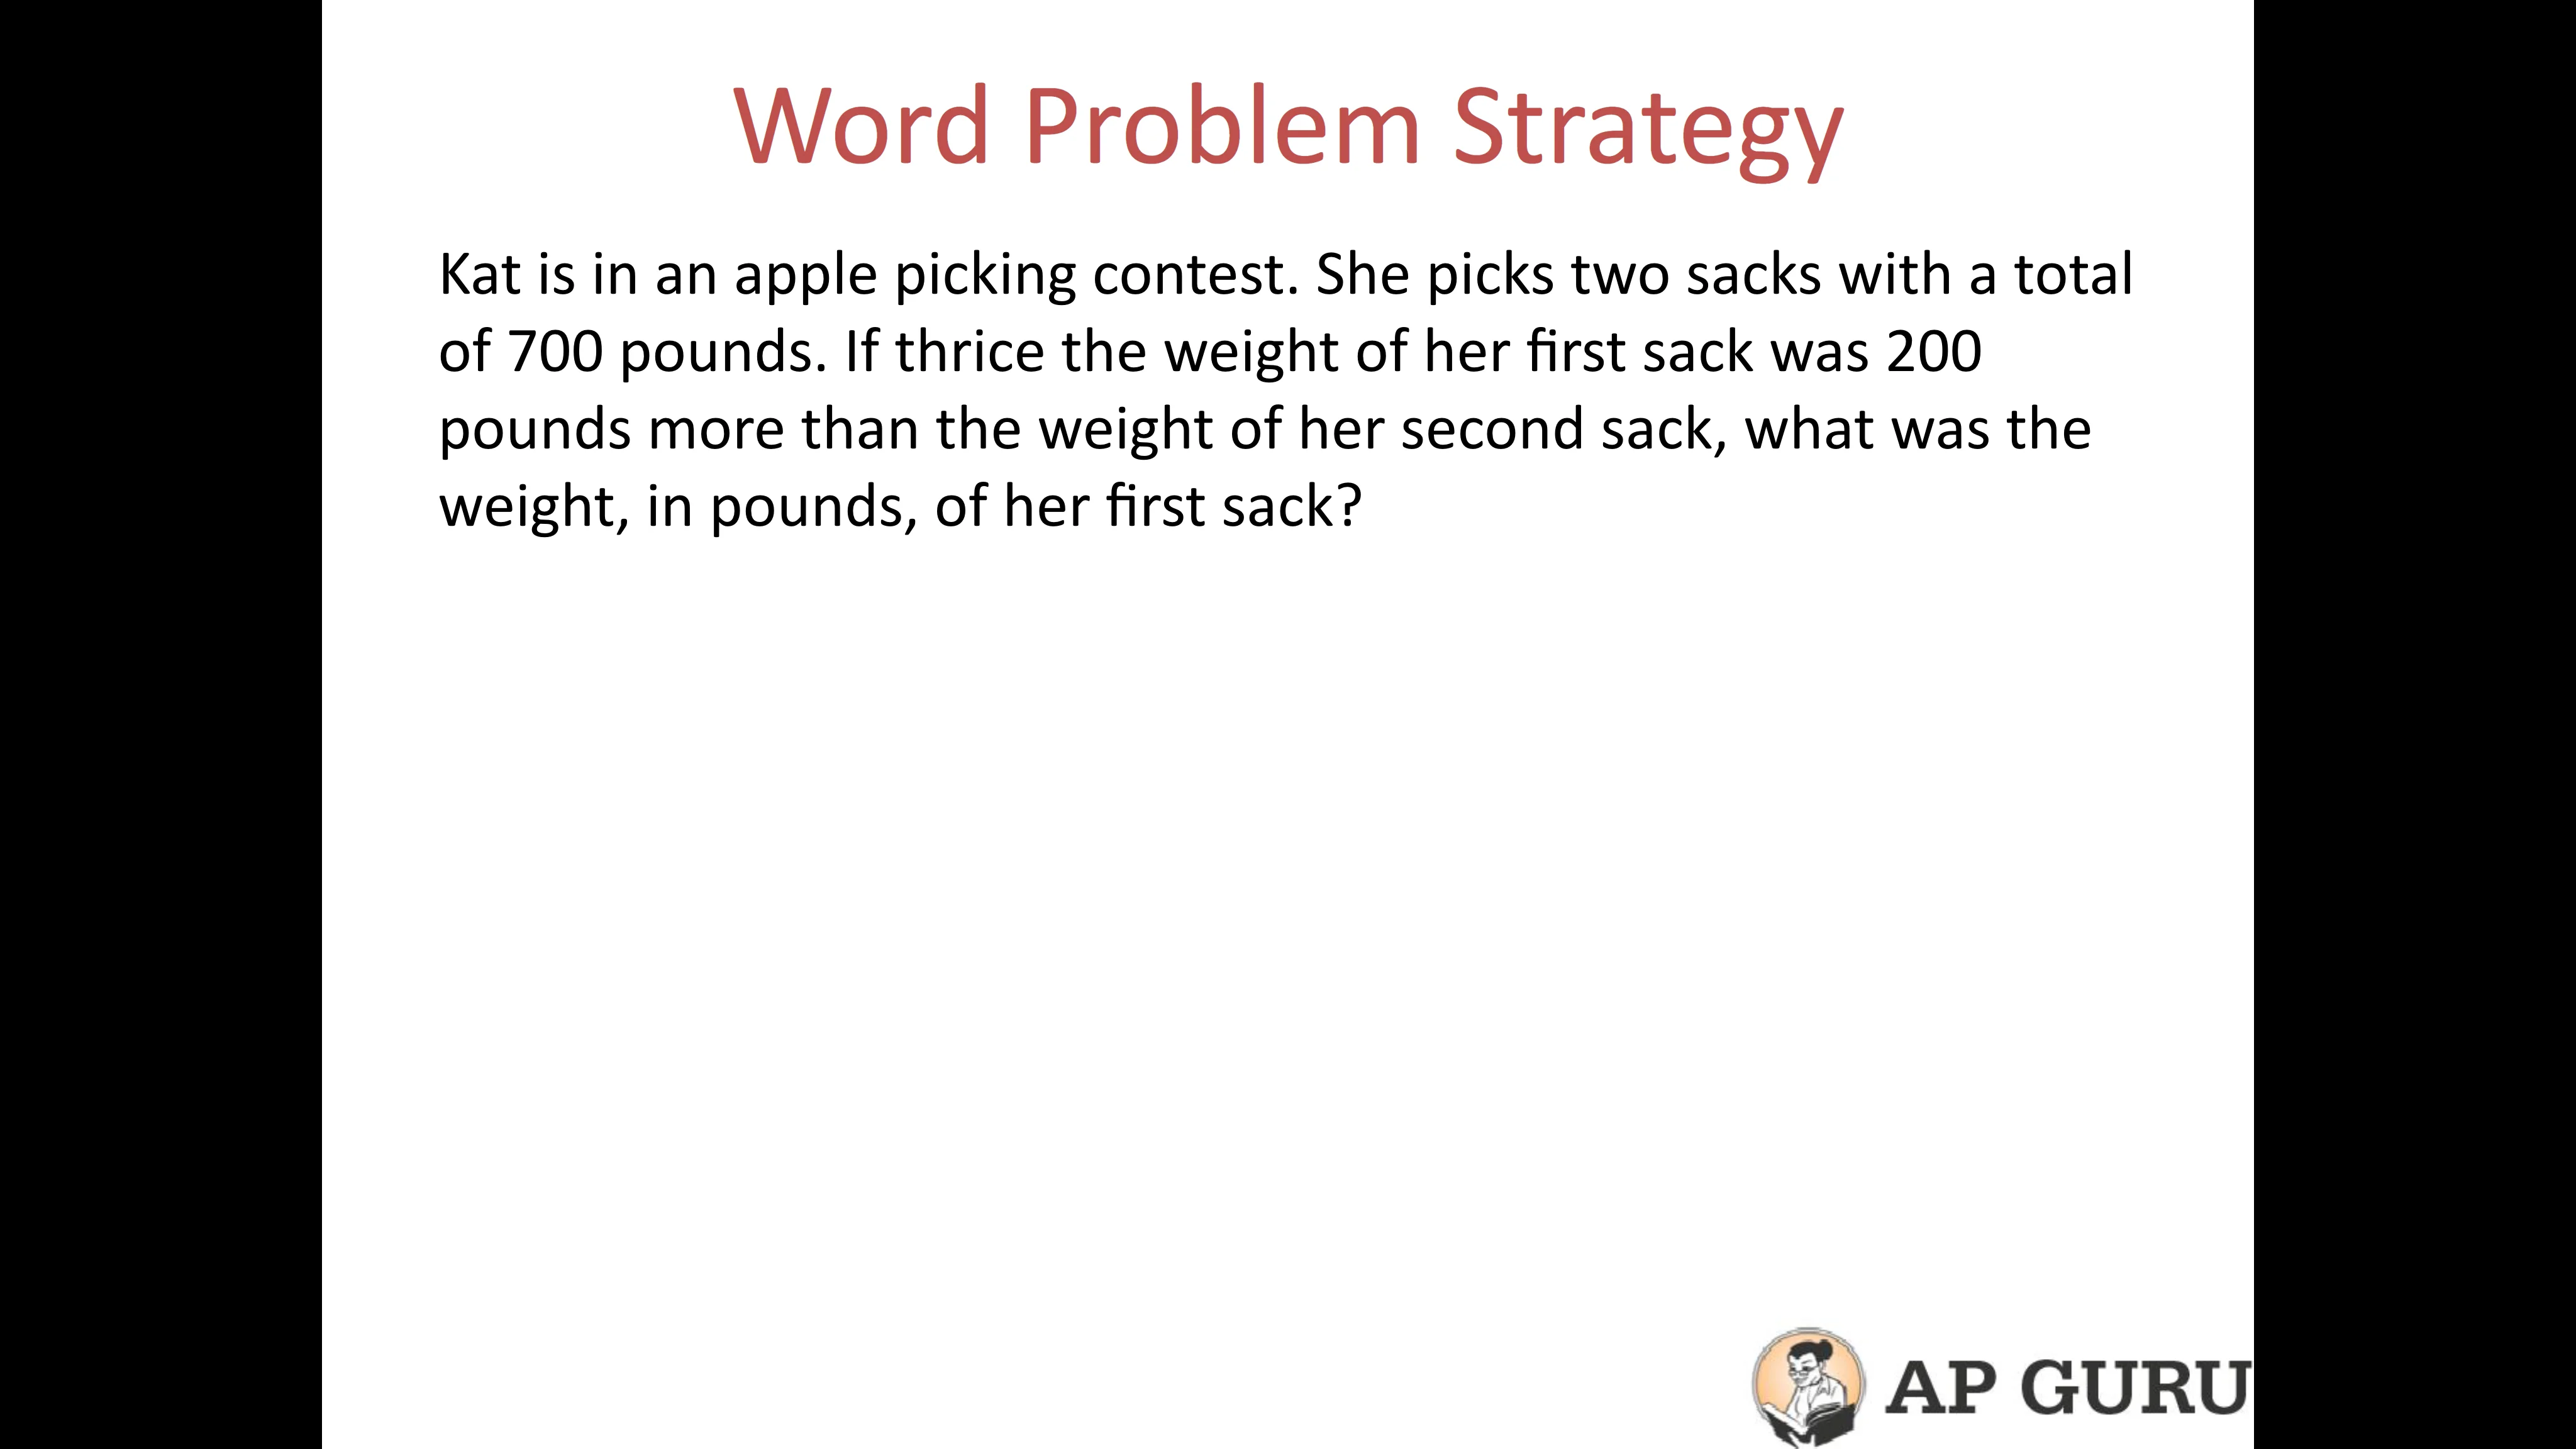 Word Problem Strategy
Kat is in an apple picking contest. She picks two sacks with a total
of 700 pounds. If thrice the weight of her first sack was 200
pounds more than the weight of her second sack, what was the
weight, in pounds, of her first sack?
AP GURU